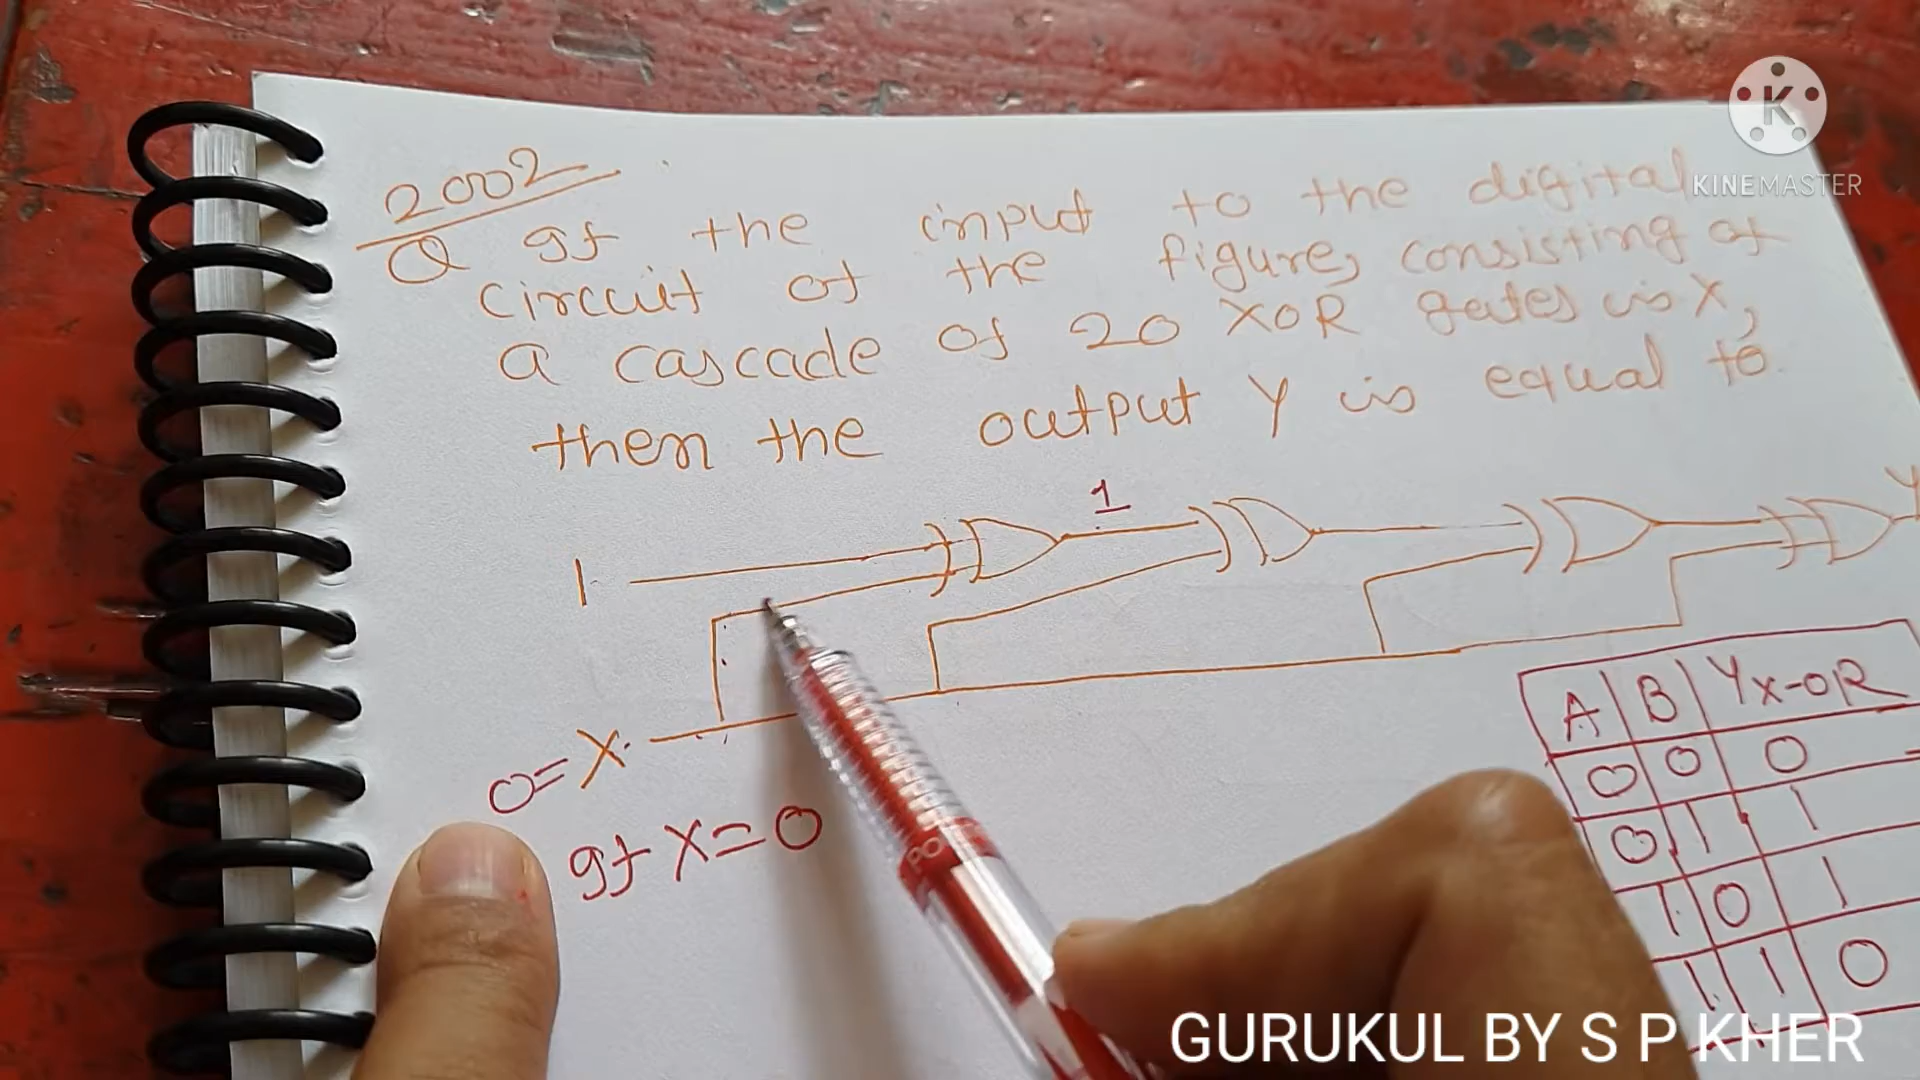 2002
Q If the input to the digital
circuit of the figure, consisting of
a cascade of 20 XOR gates is X,
then the output Y is equal to
1
Y
1
0=X
If X=0
A B YX-OR
0 0 0
0 1 1
1 0 1
1 1 0
K
KINEMASTER
GURUKUL BY S P KHER